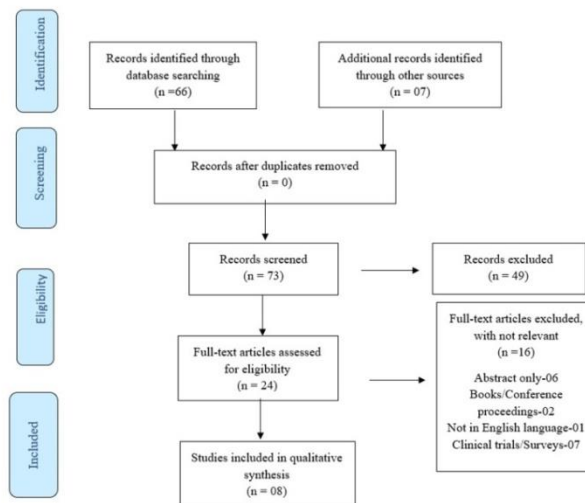 Identification
Records identified through
database searching
(n =66)
Additional records identified
through other sources
(n = 07)
Screening
Records after duplicates removed
(n = 0)
Records screened
(n = 73)
Records excluded
(n = 49)
Eligibility
Full-text articles assessed
for eligibility
(n = 24)
Full-text articles excluded,
with not relevant
(n =16)
Abstract only-06
Books/Conference
proceedings-02
Not in English language-01
Clinical trials/Surveys-07
Included
Studies included in qualitative
synthesis
(n = 08)